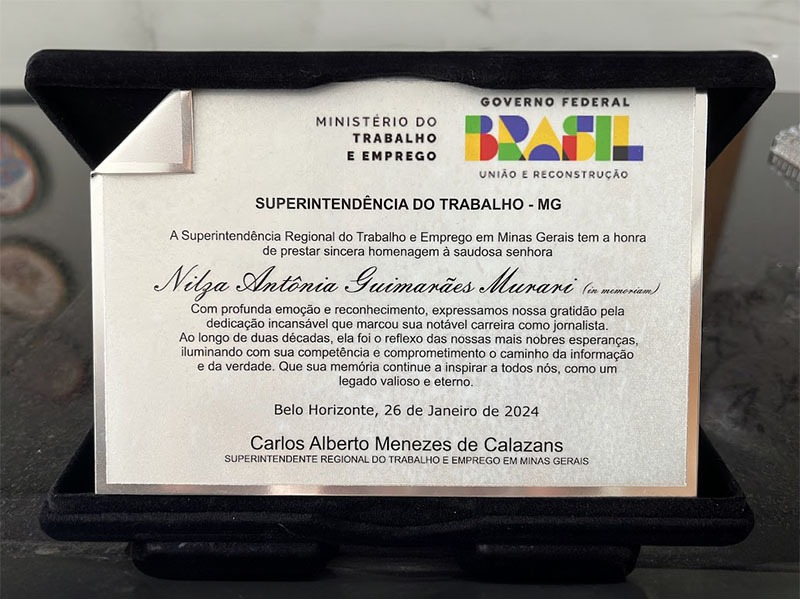 MINISTÉRIO DO
TRABALHO
E EMPREGO
GOVERNO FEDERAL
BRASIL
UNIÃO E RECONSTRUÇÃO
SUPERINTENDÊNCIA DO TRABALHO - MG
A Superintendência Regional do Trabalho e Emprego em Minas Gerais tem a honra
de prestar sincera homenagem à saudosa senhora
Nilza Antônia Guimarães Murari (in memoriam)
Com profunda emoção e reconhecimento, expressamos nossa gratidão pela
dedicação incansável que marcou sua notável carreira como jornalista.
Ao longo de duas décadas, ela foi o reflexo das nossas mais nobres esperanças,
iluminando com sua competência e comprometimento o caminho da informação
e da verdade. Que sua memória continue a inspirar a todos nós, como um
legado valioso e eterno.
Belo Horizonte, 26 de Janeiro de 2024
Carlos Alberto Menezes de Calazans
SUPERINTENDENTE REGIONAL DO TRABALHO E EMPREGO EM MINAS GERAIS